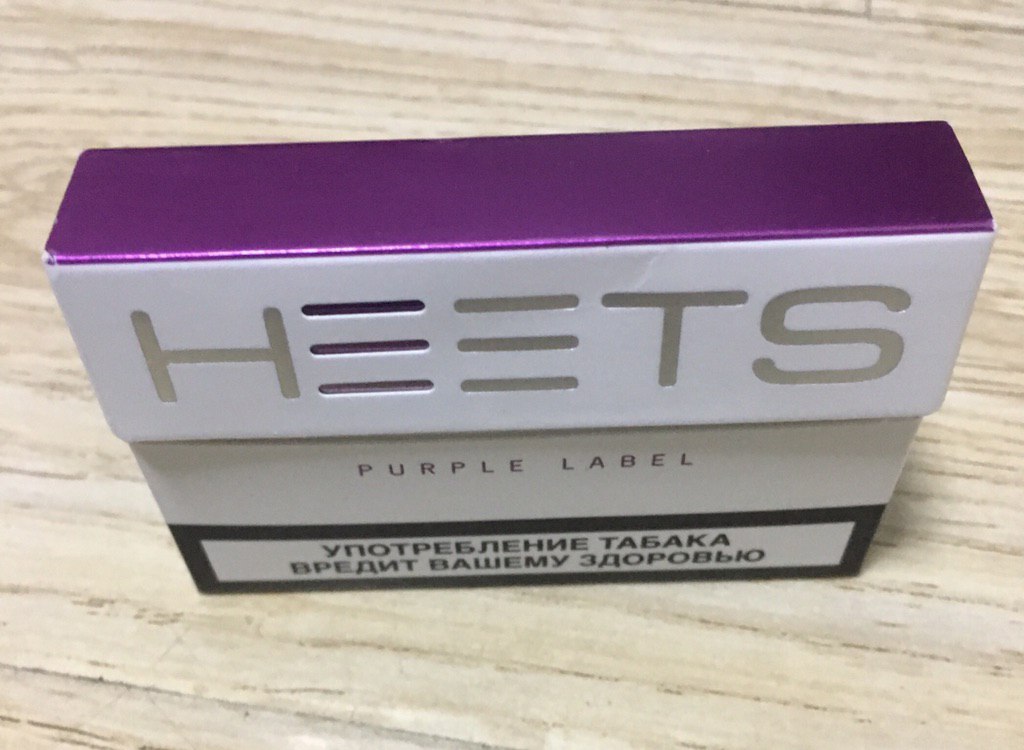 HEETS
PURPLE LABEL
УПОТРЕБЛЕНИЕ ТАБАКА
ВРЕДИТ ВАШЕМУ ЗДОРОВЬЮ